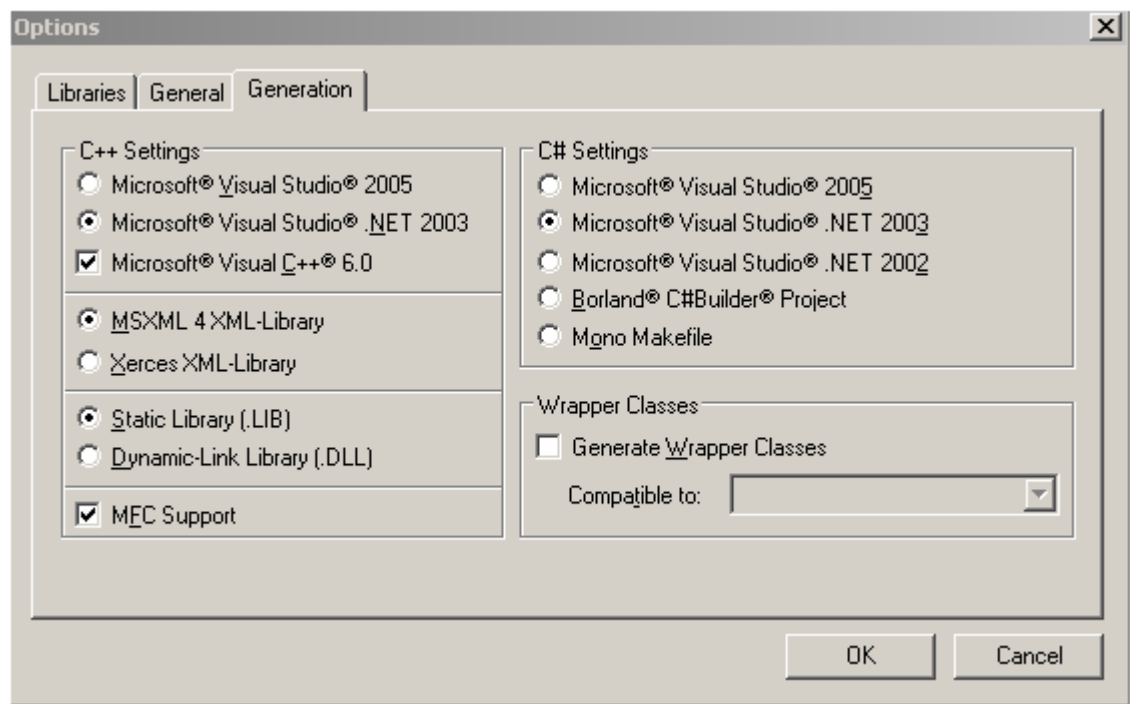 Options
Libraries General Generation
C++ Settings
Microsoft® Visual Studio® 2005
Microsoft® Visual Studio® .NET 2003
Microsoft® Visual C++® 6.0
MSXML 4 XML-Library
Xerces XML-Library
Static Library (.LIB)
Dynamic-Link Library (.DLL)
MFC Support
C# Settings
Microsoft® Visual Studio® 2005
Microsoft® Visual Studio® .NET 2003
Microsoft® Visual Studio® .NET 2002
Borland® C#Builder® Project
Mono Makefile
Wrapper Classes
Generate Wrapper Classes
Compatible to:
OK Cancel